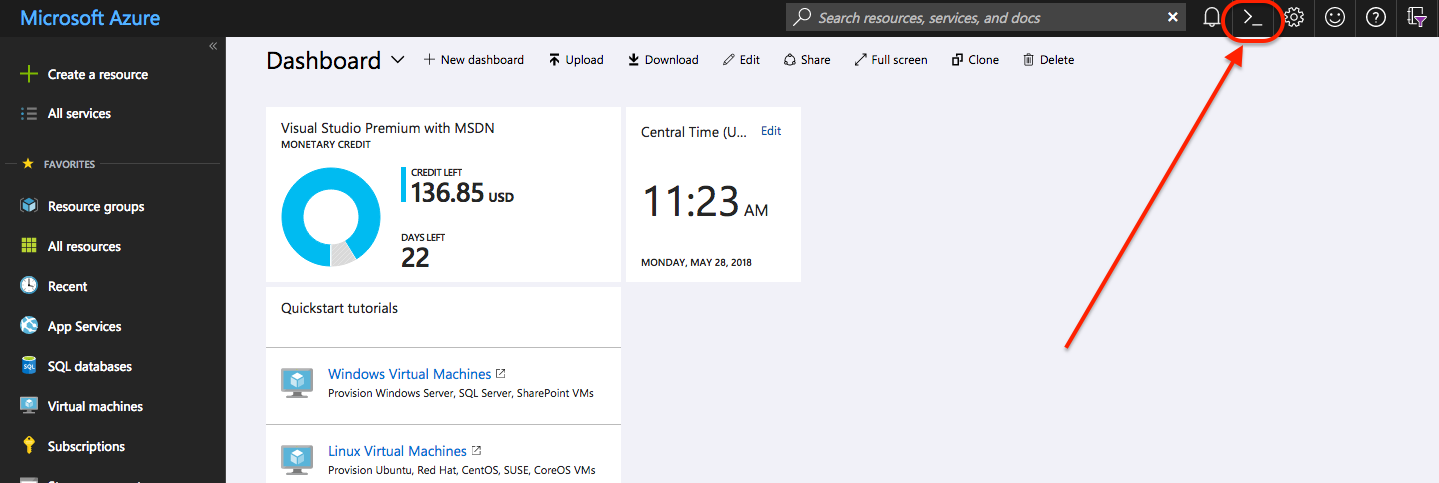 Microsoft Azure
Search resources, services, and docs
Create a resource
All services
FAVORITES
Resource groups
All resources
Recent
App Services
SQL databases
Virtual machines
Subscriptions
Dashboard
New dashboard
Upload
Download
Edit
Share
Full screen
Clone
Delete
Visual Studio Premium with MSDN
MONETARY CREDIT
CREDIT LEFT
136.85 USD
DAYS LEFT
22
Central Time (U...
Edit
11:23 AM
MONDAY, MAY 28, 2018
Quickstart tutorials
Windows Virtual Machines
Provision Windows Server, SQL Server, SharePoint VMs
Linux Virtual Machines
Provision Ubuntu, Red Hat, CentOS, SUSE, CoreOS VMs